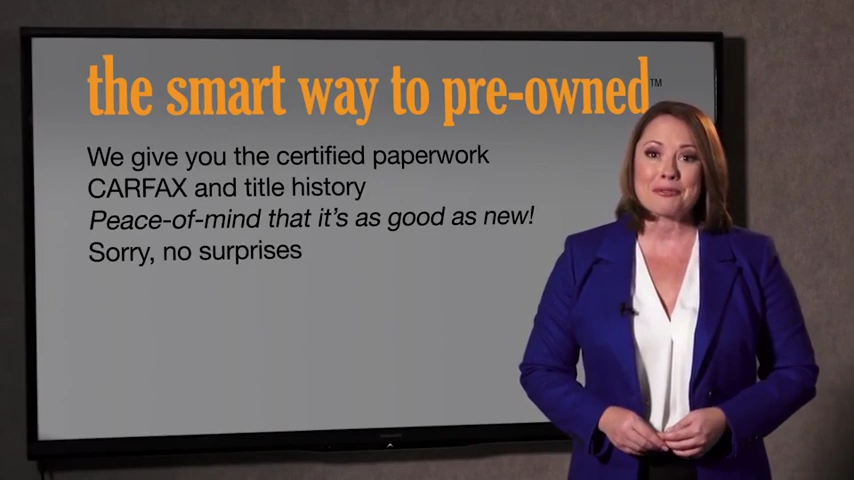 the smart way to pre-owned™
We give you the certified paperwork
CARFAX and title history
Peace-of-mind that it's as good as new!
Sorry, no surprises